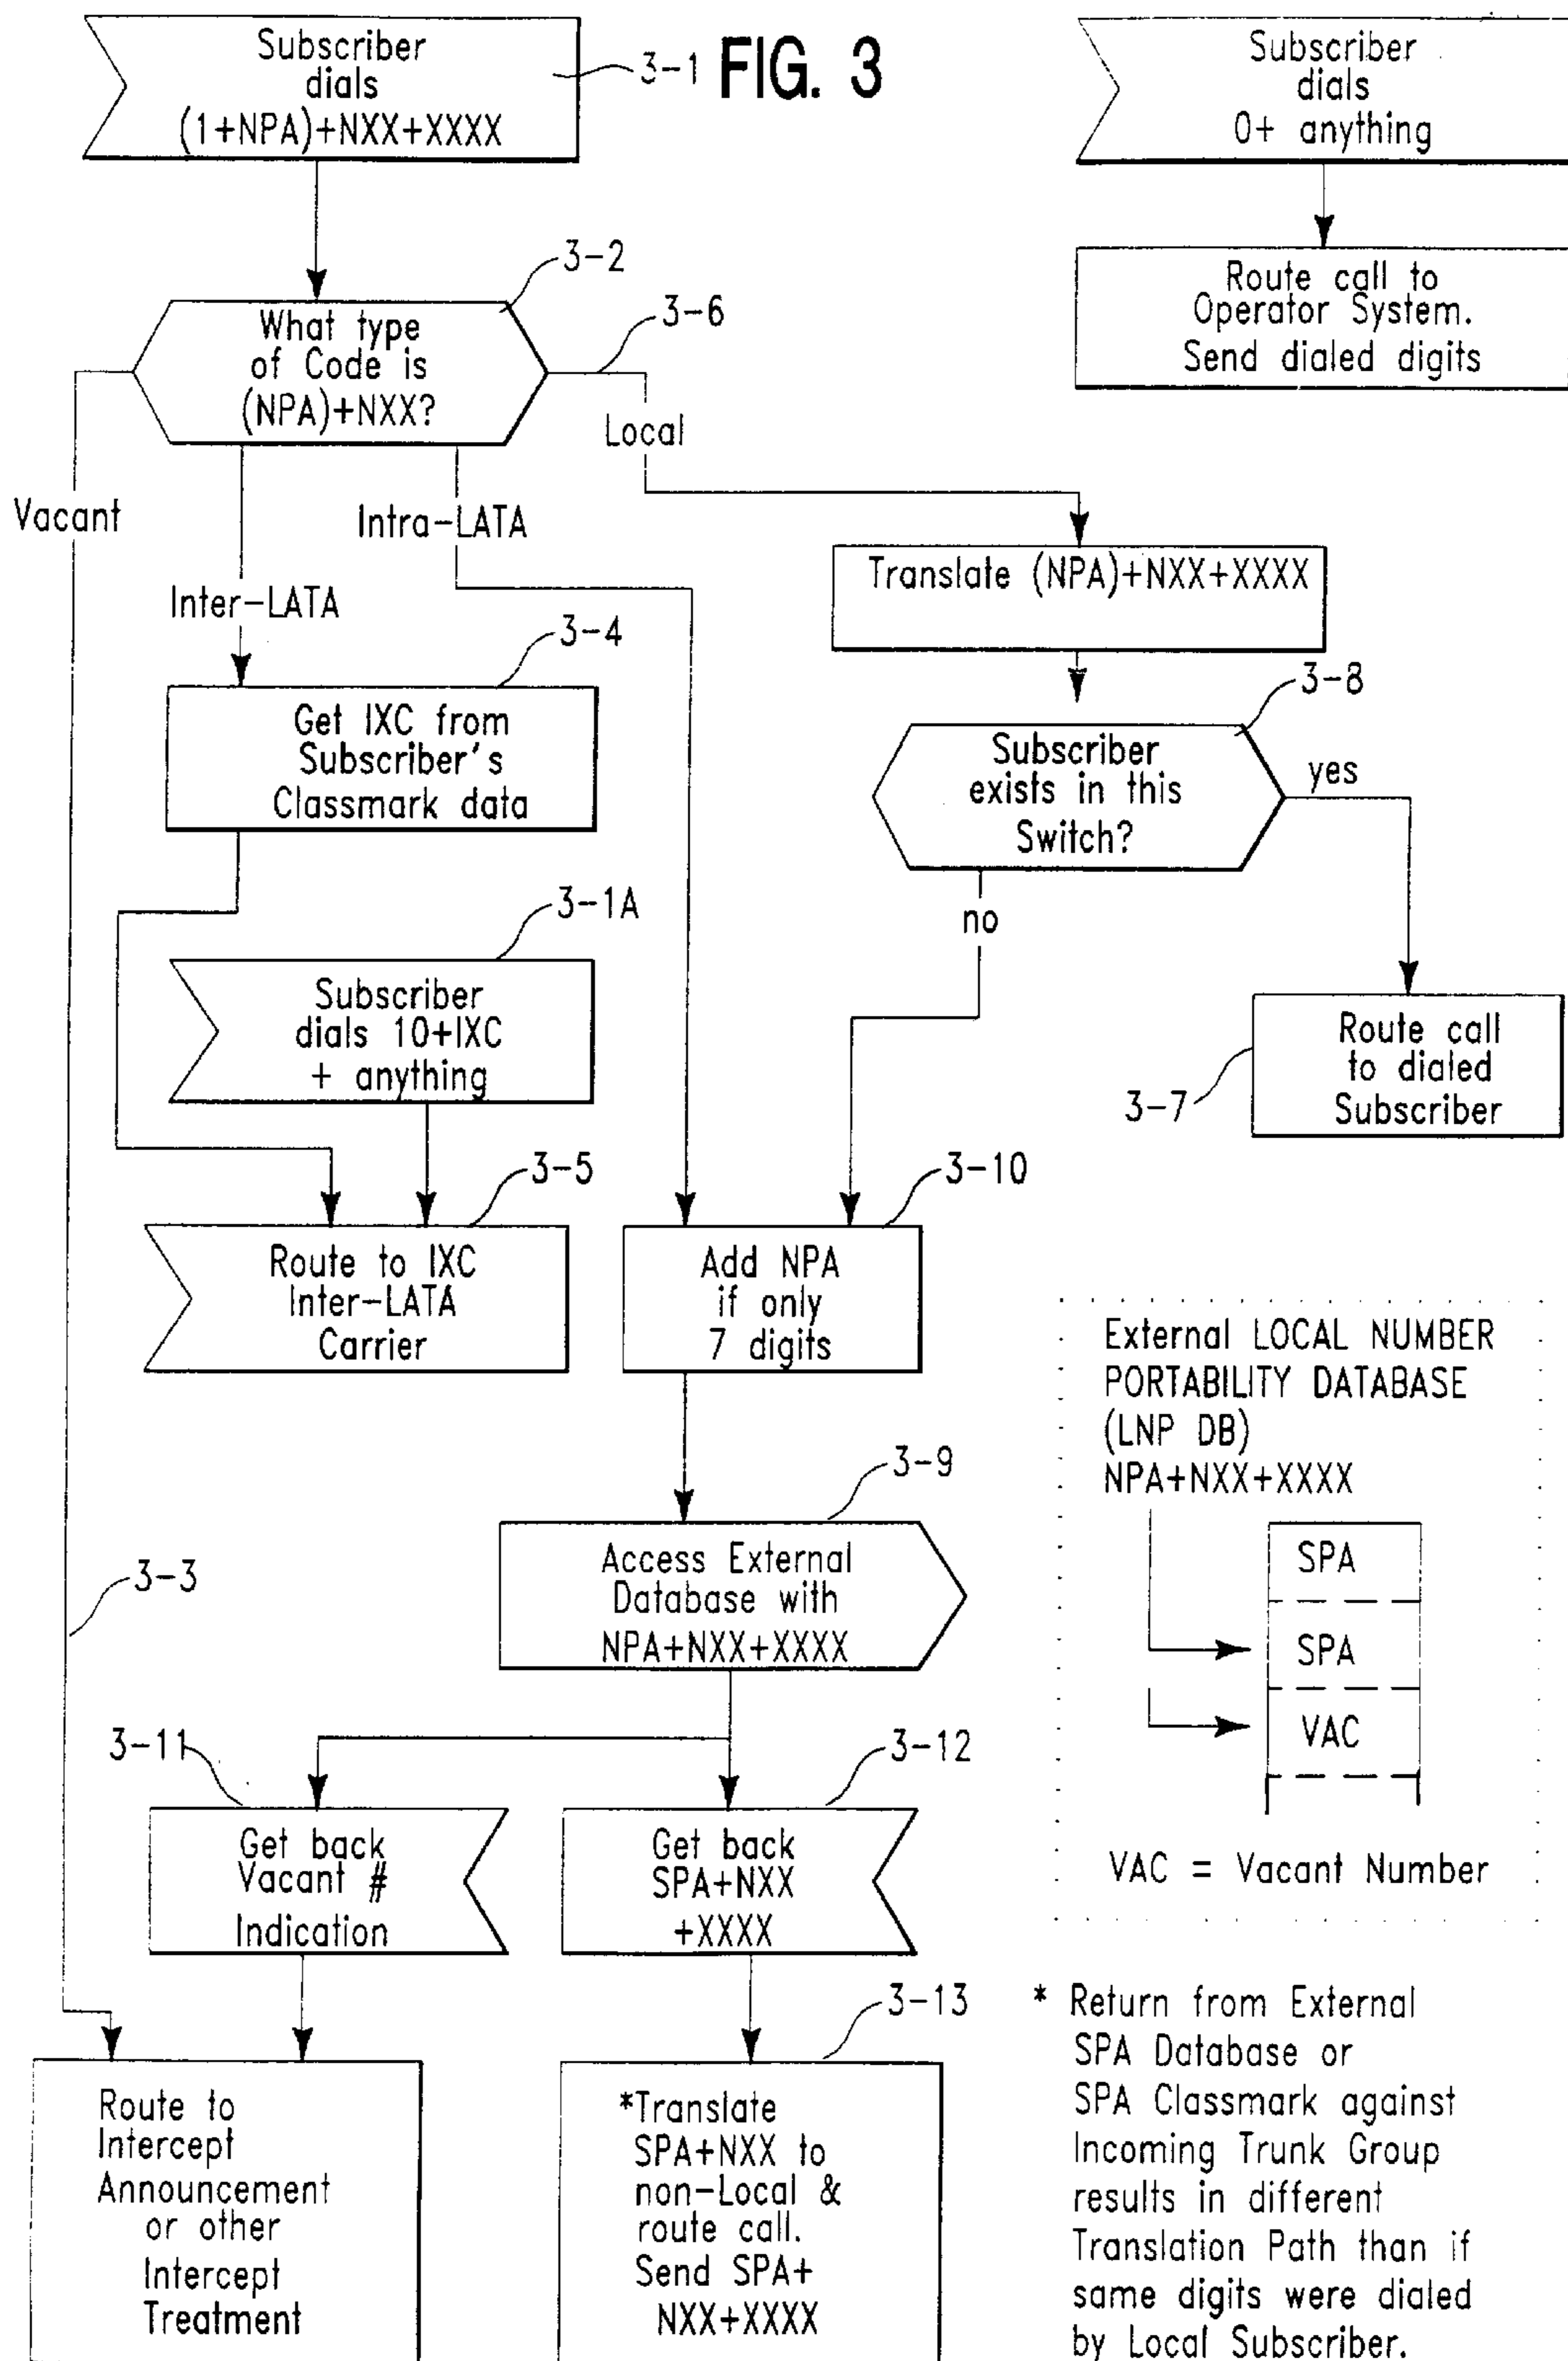 FIG. 3
Subscriber
dials
(1+NPA)+NXX+XXXX
3-1
Subscriber
dials
0+ anything
Route call to
Operator System.
Send dialed digits
3-2
What type
of Code is
(NPA)+NXX?
3-6
Local
Vacant
Intra-LATA
Inter-LATA
Translate (NPA)+NXX+XXXX
3-4
Get IXC from
Subscriber's
Classmark data
3-8
Subscriber
exists in this
Switch?
yes
no
3-1A
Subscriber
dials 10+IXC
+ anything
Route call
to dialed
Subscriber
3-7
3-5
Route to IXC
Inter-LATA
Carrier
3-10
Add NPA
if only
7 digits
External LOCAL NUMBER
PORTABILITY DATABASE
(LNP DB)
NPA+NXX+XXXX
SPA
SPA
VAC
VAC = Vacant Number
3-9
Access External
Database with
NPA+NXX+XXXX
3-3
3-11
Get back
Vacant #
Indication
3-12
Get back
SPA+NXX
+XXXX
3-13
Route to
Intercept
Announcement
or other
Intercept
Treatment
*Translate
SPA+NXX to
non-Local &
route call.
Send SPA+
NXX+XXXX
* Return from External
SPA Database or
SPA Classmark against
Incoming Trunk Group
results in different
Translation Path than if
same digits were dialed
by Local Subscriber.